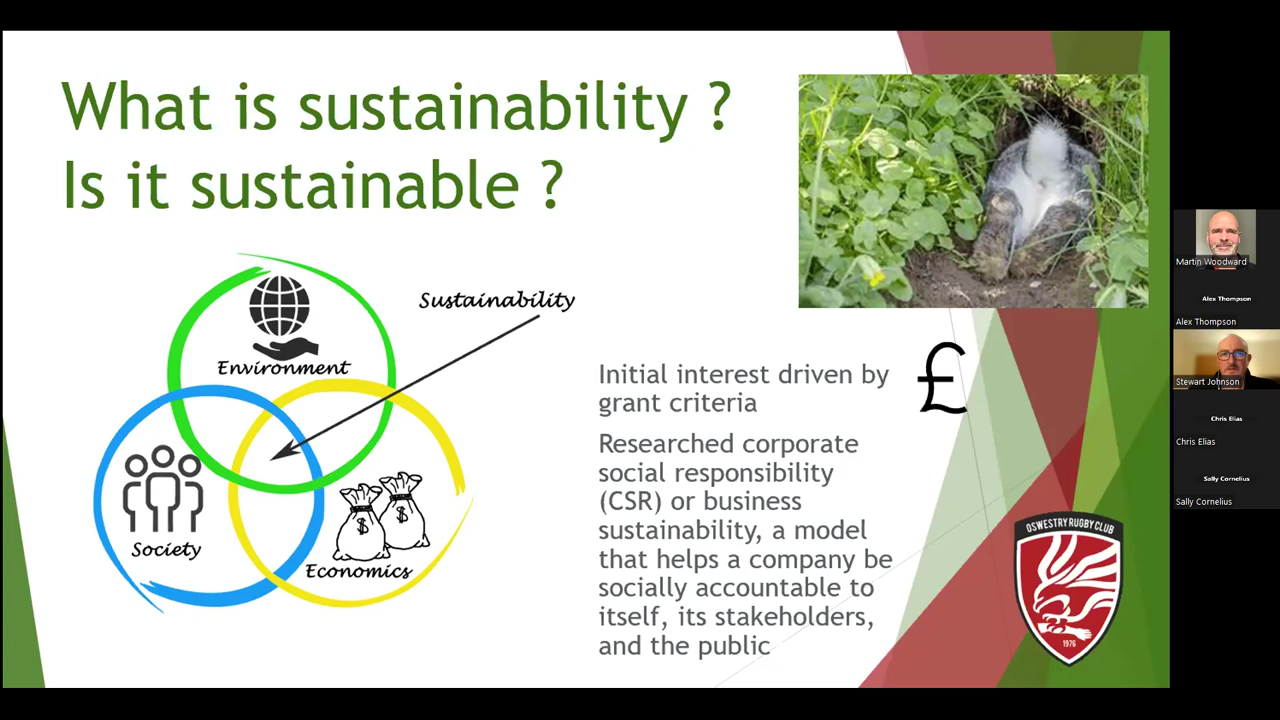 What is sustainability ?
Is it sustainable ?
Sustainability
Environment
Society
$
$
Economics
Initial interest driven by
grant criteria
£
Researched corporate
social responsibility
(CSR) or business
sustainability, a model
that helps a company be
socially accountable to
itself, its stakeholders,
and the public
OSWESTRY RUGBY CLUB
1976
Martin Woodward
Alex Thompson
Alex Thompson
Stewart Johnson
Chris Elias
Chris Elias
Sally Cornelius
Sally Cornelius